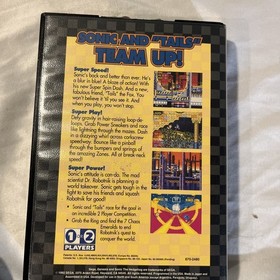 SONIC AND "TAILS"
TEAM UP!
Super Speed!
Sonic's back and better than ever. He's
a blur in blue! A blaze of action! With
his new Super Spin Dash. And a new,
fabulous friend, "Tails" the Fox. You
won't believe it 'til you see it. And when
you play, you won't stop.
Super Play!
Defy gravity in hair-raising loop-de-
loops. Grab Power Sneakers and race
like lightning through the mazes. Dash
in a dizzying whirl across corkscrew
speedway. Bounce like a pinball
through the bumpers and springs of
the amazing Zones. All at break-neck
speed!
Super Power!
Sonic's attitude is can-do. The mad
scientist Dr. Robotnik is planning a
world takeover. Sonic gets tough in
the fight to save his friends and squash
Robotnik for good!
• Sonic and "Tails" race for the gold in
an incredible 2 Player Competition.
• Grab the Ring and find the 7 Chaos
Emeralds to end Robotnik's
quest to conquer the world!
1 OR 2
PLAYERS